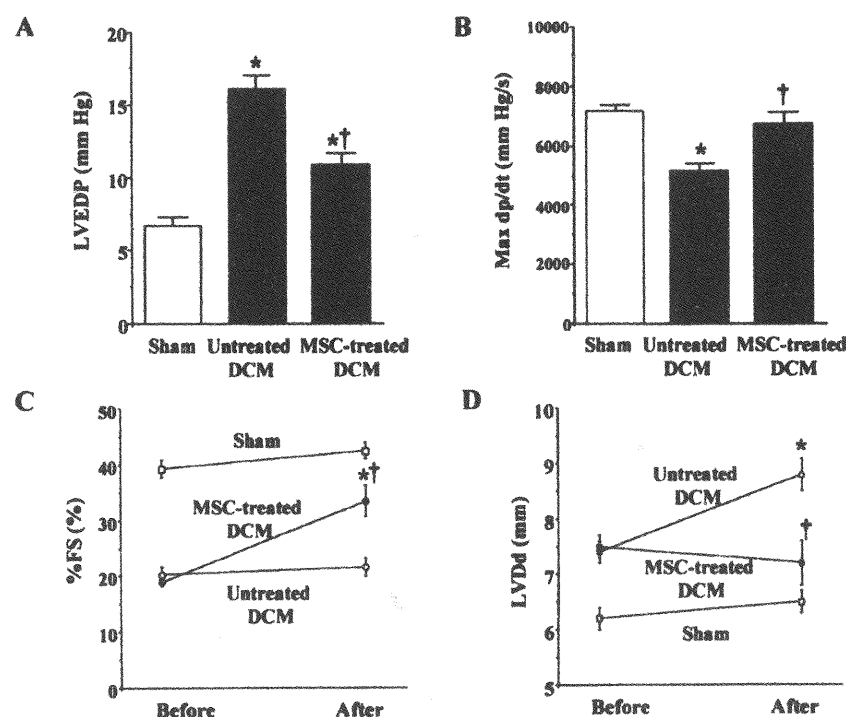 A
LVEDP (mm Hg)
20
15
10
5
0
*
*†
Sham
Untreated
DCM
MSC-treated
DCM
B
Max dp/dt (mm Hg/s)
10000
8000
6000
4000
2000
0
*
†
Sham
Untreated
DCM
MSC-treated
DCM
C
%FS (%)
50
40
30
20
10
0
Sham
*†
MSC-treated
DCM
Untreated
DCM
Before
After
D
LVDd (mm)
10
9
8
7
6
5
*
Untreated
DCM
†
MSC-treated
DCM
Sham
Before
After